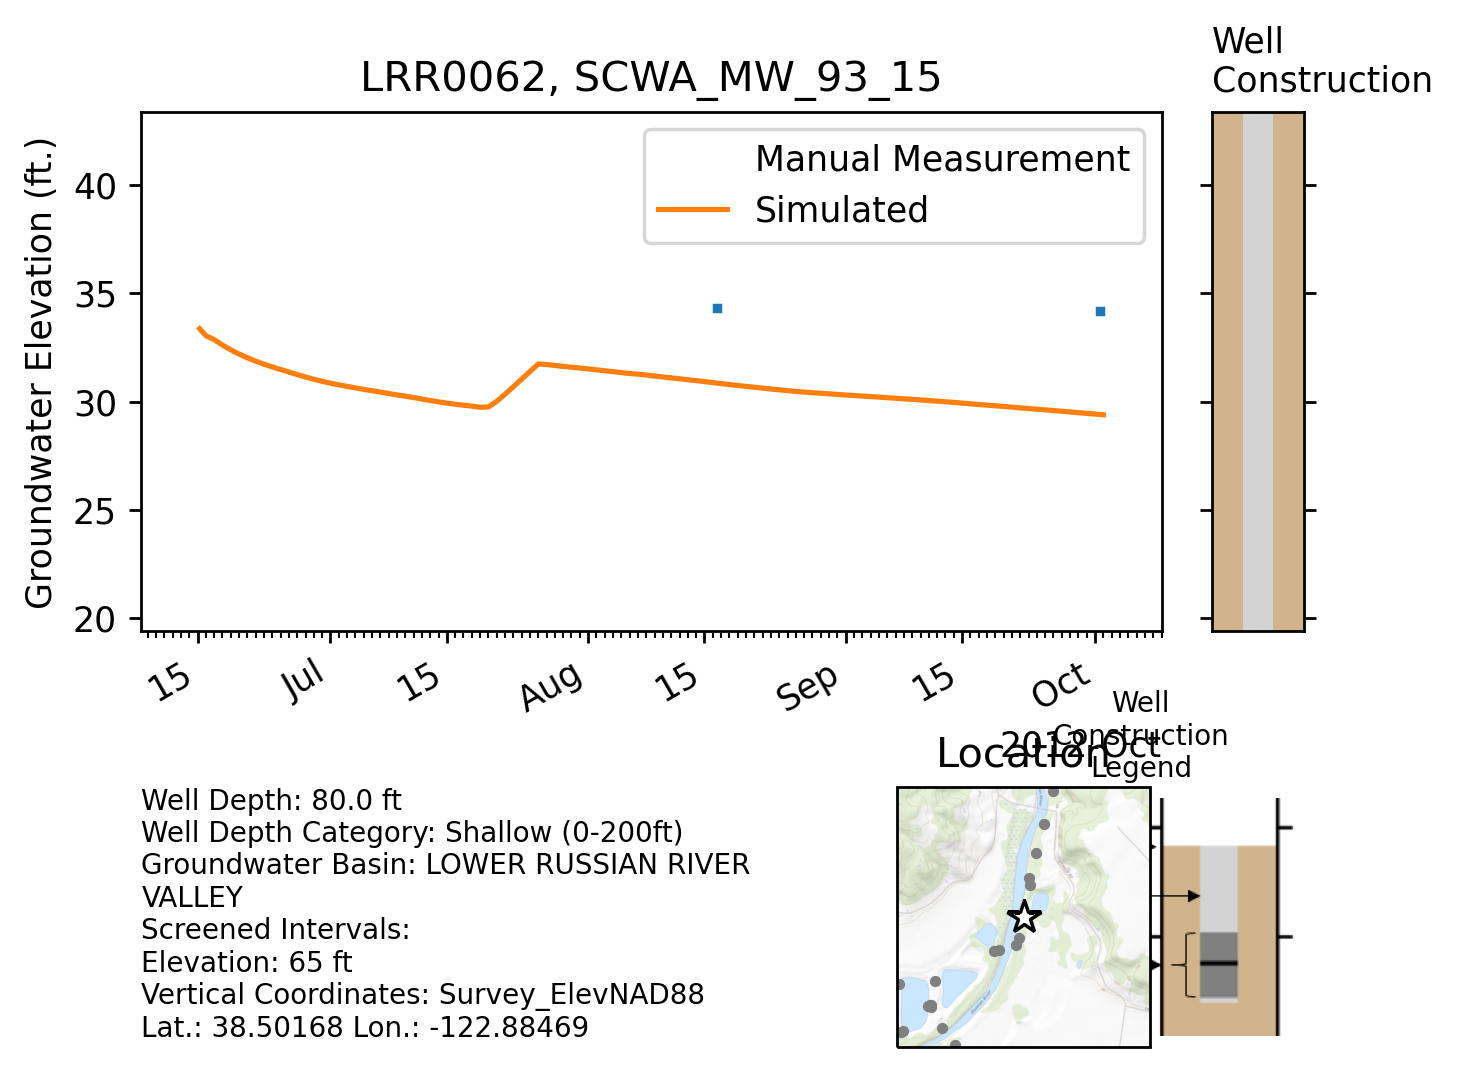 Well
Construction
LRR0062, SCWA_MW_93_15
Groundwater Elevation (ft.)
Manual Measurement
Simulated
40
35
30
25
20
15
Jul
15
Aug
15
Sep
15
Oct
2012-Oct
Location
Well
Construction
Legend
Well Depth: 80.0 ft
Well Depth Category: Shallow (0-200ft)
Groundwater Basin: LOWER RUSSIAN RIVER
VALLEY
Screened Intervals:
Elevation: 65 ft
Vertical Coordinates: Survey_ElevNAD88
Lat.: 38.50168 Lon.: -122.88469